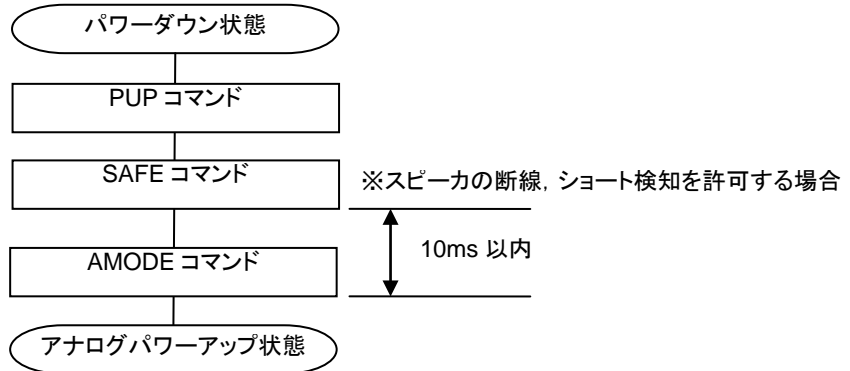 パワーダウン状態
PUP コマンド
SAFE コマンド
※スピーカの断線, ショート検知を許可する場合
10ms 以内
AMODE コマンド
アナログパワーアップ状態